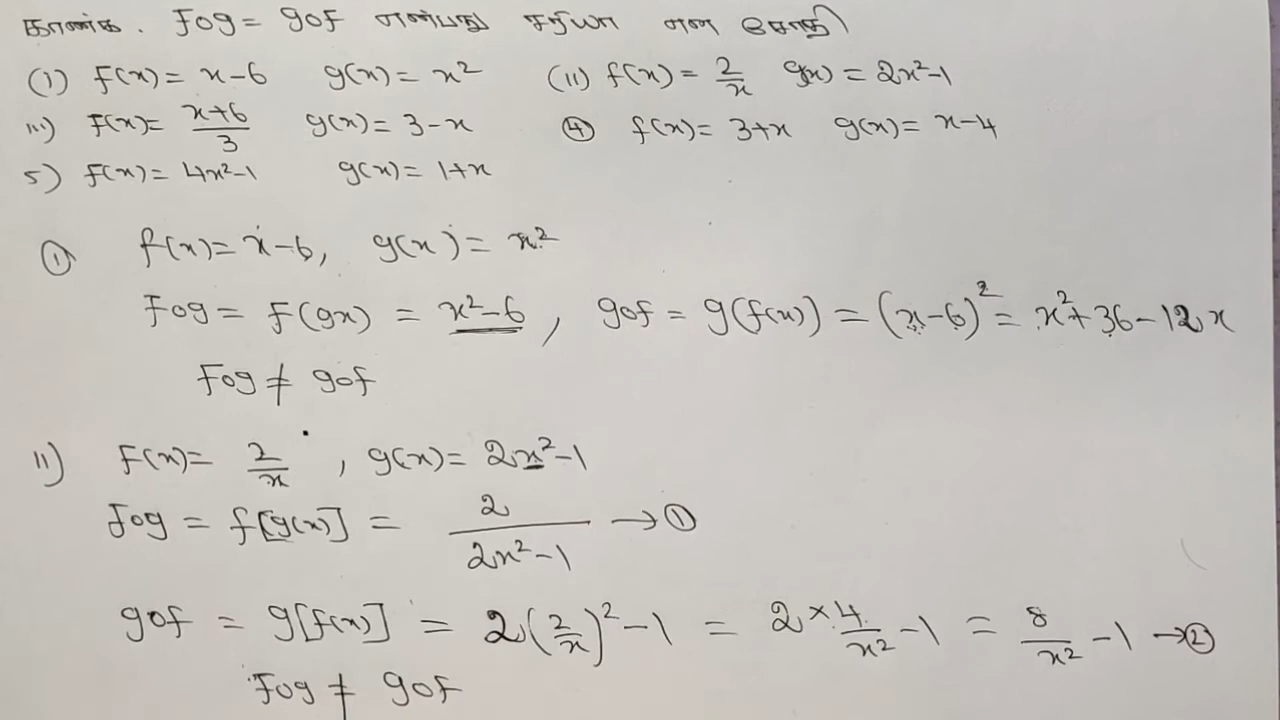 காண்க. fog = gof என்பது சரியா என சோதி
(i) f(x) = x-6 g(x) = x² (ii) f(x) = 2/x g(x) = 2x²-1
iii) f(x) = (x+6)/3 g(x) = 3-x ④ f(x) = 3+x g(x) = x-4
5) f(x) = 4x²-1 g(x) = 1+x
① f(x) = x-6, g(x) = x²
fog = f(gx) = x²-6, gof = g(f(x)) = (x-6)² = x²+36-12x
fog ≠ gof
ii) f(x) = 2/x, g(x) = 2x²-1
fog = f[g(x)] = 2/(2x²-1) → ①
gof = g[f(x)] = 2(2/x)²-1 = 2×4/x² -1 = 8/x² -1 → ②
fog ≠ gof